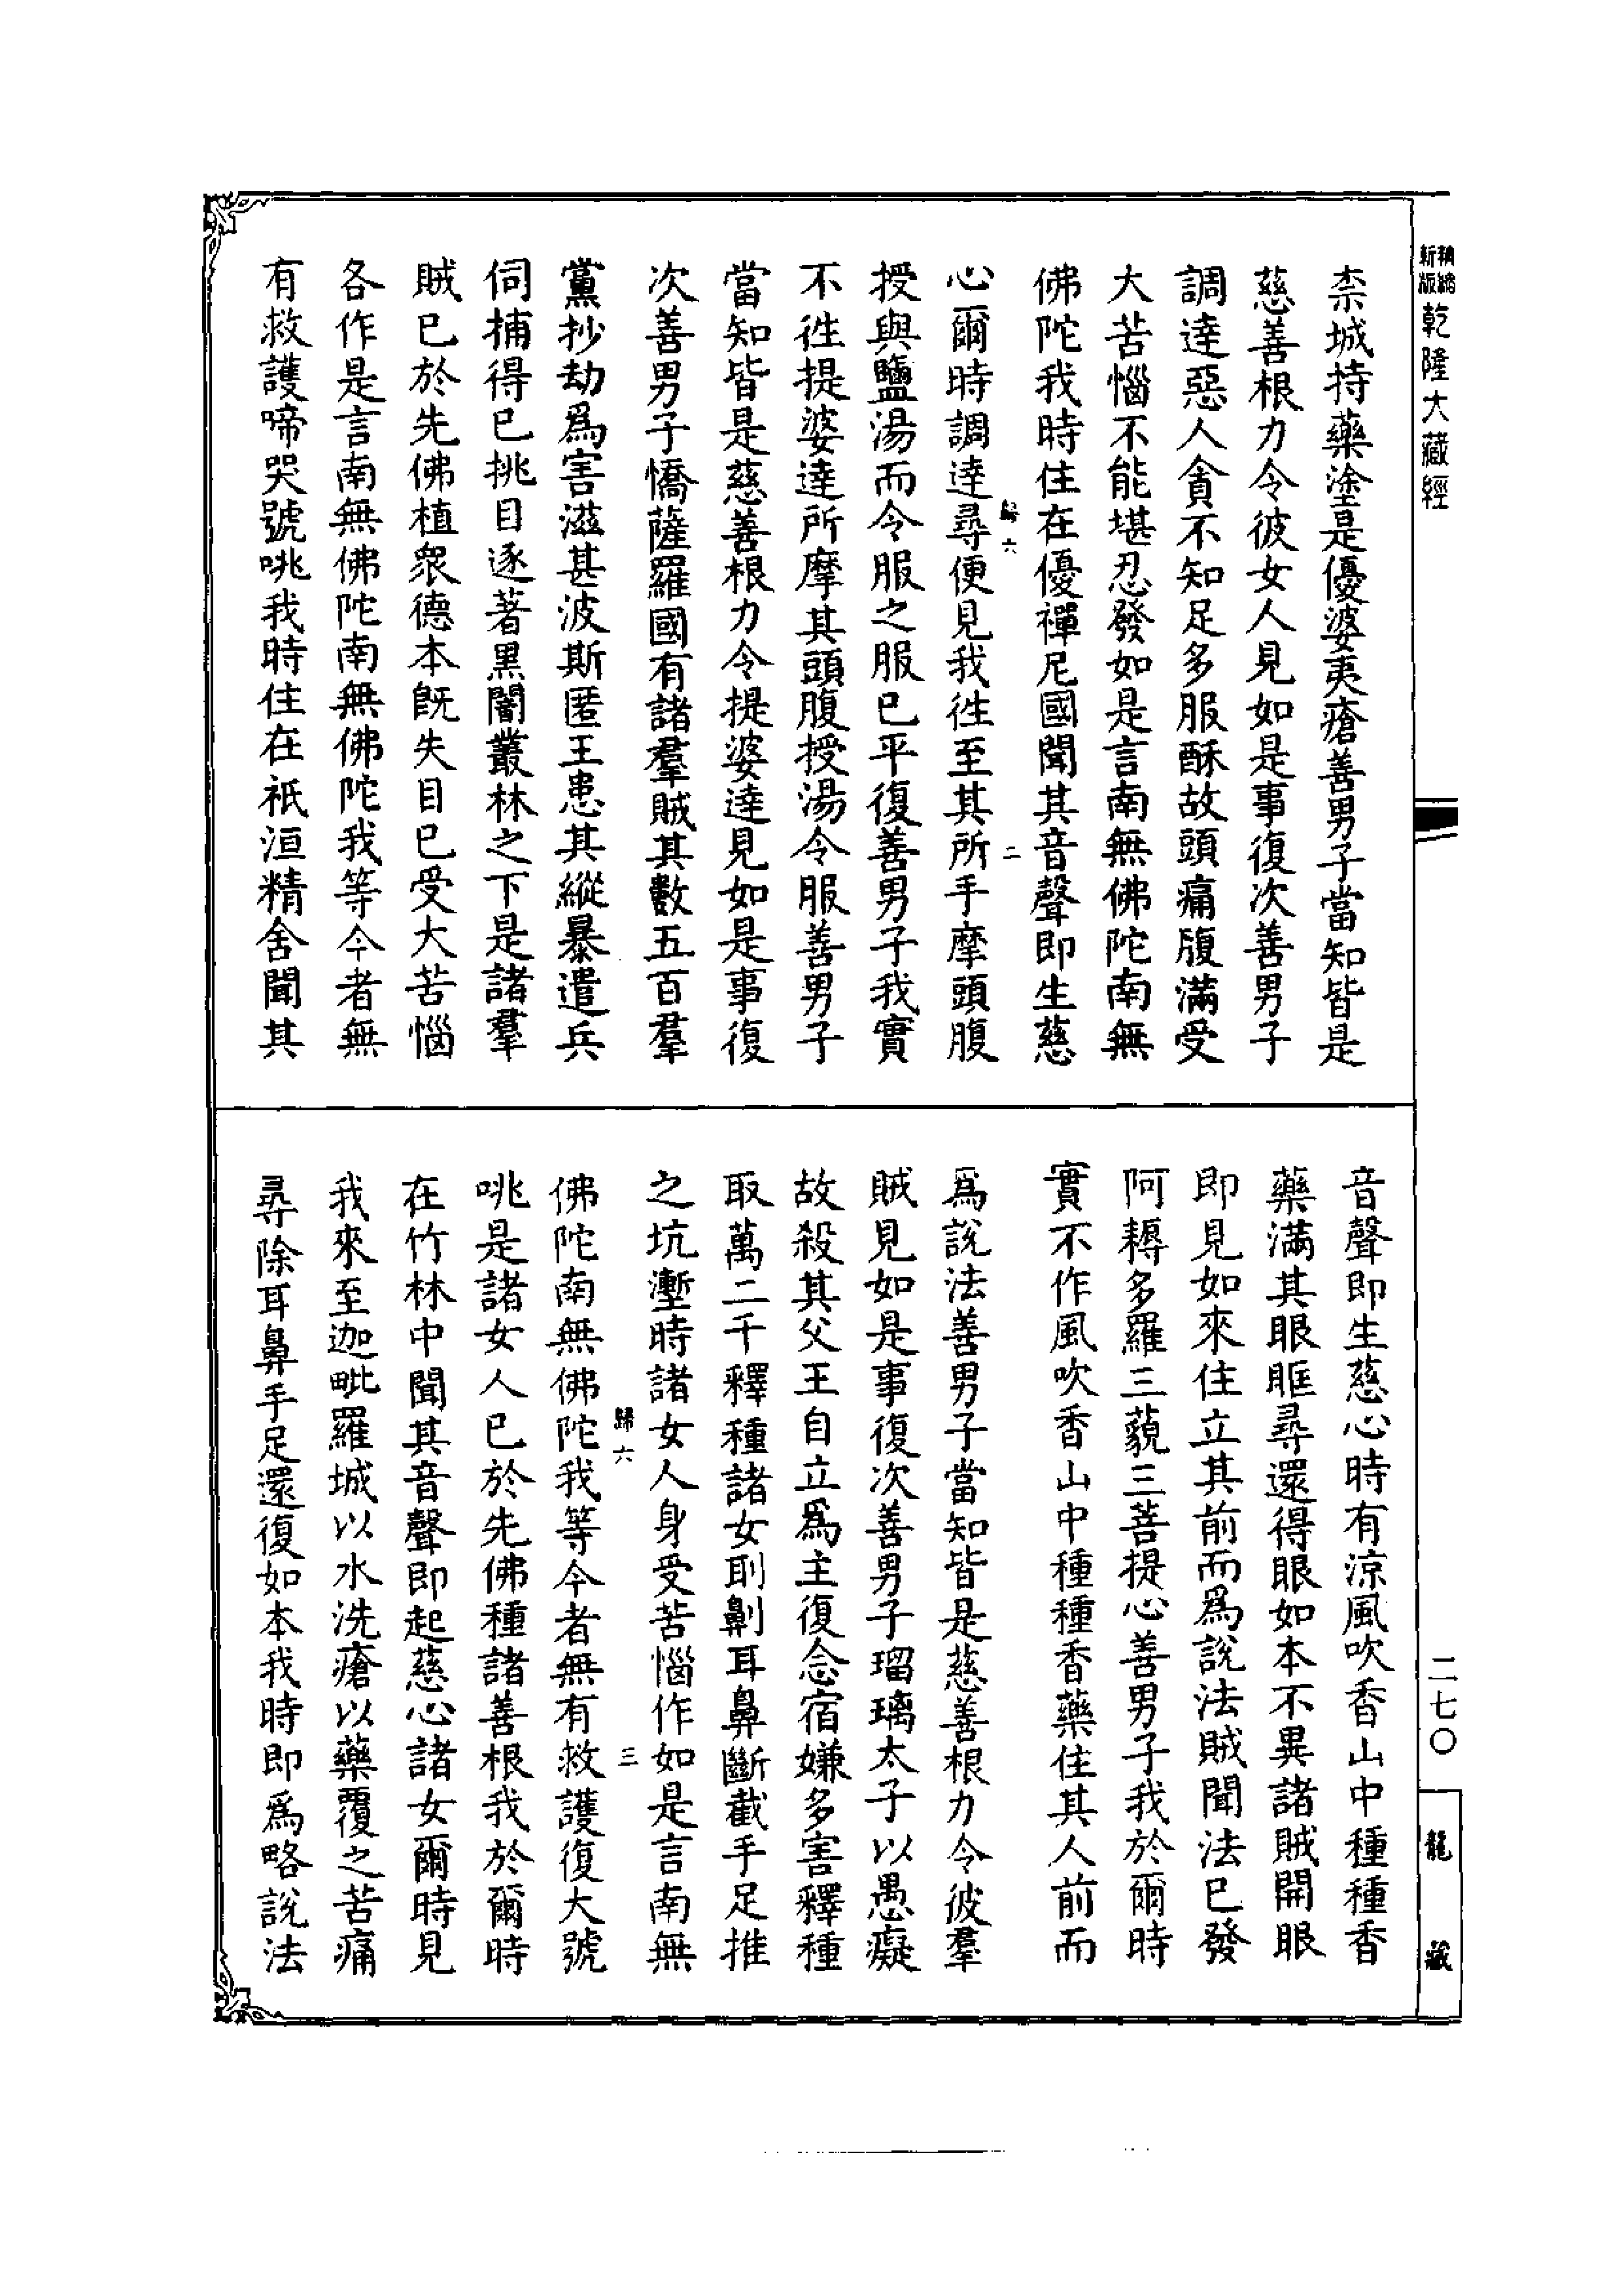 精縮新版乾隆大藏經
柰城持藥塗是優婆夷瘡善男子當知皆是
慈善根力令彼女人見如是事復次善男子
調逹惡人貪不知足多服酥故頭痛腹滿受
大苦惱不能堪忍發如是言南無佛陀南無
佛陀我時住在優禪尼國聞其音聲即生慈
歸六
二
心爾時調逹尋便見我徃至其所手摩頭腹
授與鹽湯而令服之服已平復善男子我實
不徃提婆逹所摩其頭腹授湯令服善男子
當知皆是慈善根力令提婆逹見如是事復
次善男子憍薩羅國有諸羣賊其數五百羣
黨抄劫爲害滋甚波斯匿王患其縱暴遣兵
伺捕得已挑目逐著黑闇叢林之下是諸羣
賊已於先佛植衆德本旣失目已受大苦惱
各作是言南無佛陀南無佛陀我等今者無
有救護啼哭號咷我時住在祇洹精舍聞其
音聲即生慈心時有涼風吹香山中種種香
藥滿其眼眶尋還得眼如本不異諸賊開眼
即見如來住立其前而爲說法賊聞法已發
阿耨多羅三藐三菩提心善男子我於爾時
實不作風吹香山中種種香藥住其人前而
爲說法善男子當知皆是慈善根力令彼羣
賊見如是事復次善男子瑠璃太子以愚癡
故殺其父王自立爲主復念宿嫌多害釋種
取萬二千釋種諸女刵劓耳鼻斷截手足推
之坑壍時諸女人身受苦惱作如是言南無
歸六
三
佛陀南無佛陀我等今者無有救護復大號
咷是諸女人已於先佛種諸善根我於爾時
在竹林中聞其音聲即起慈心諸女爾時見
我來至迦毗羅城以水洗瘡以藥覆之苦痛
尋除耳鼻手足還復如本我時即爲略說法
二七〇
龍藏